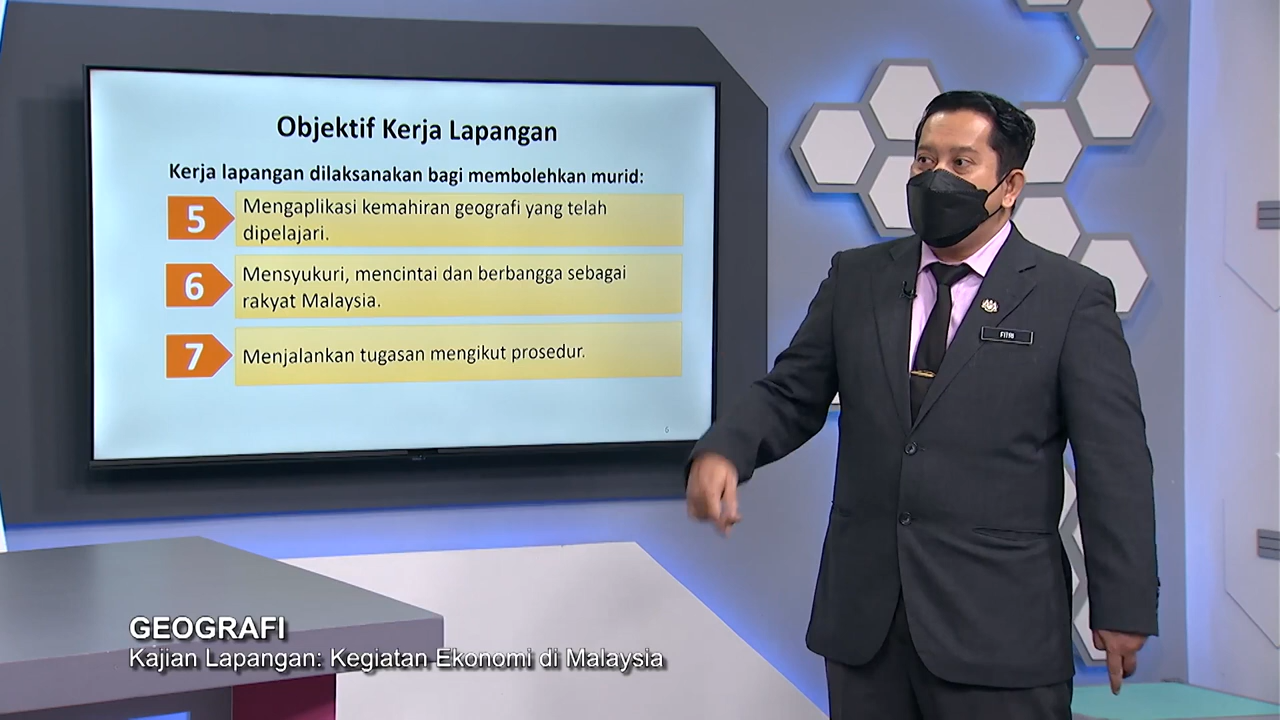 Objektif Kerja Lapangan
Kerja lapangan dilaksanakan bagi membolehkan murid:
5
Mengaplikasi kemahiran geografi yang telah
dipelajari.
6
Mensyukuri, mencintai dan berbangga sebagai
rakyat Malaysia.
7
Menjalankan tugasan mengikut prosedur.
6
FITRI
GEOGRAFI
Kajian Lapangan: Kegiatan Ekonomi di Malaysia